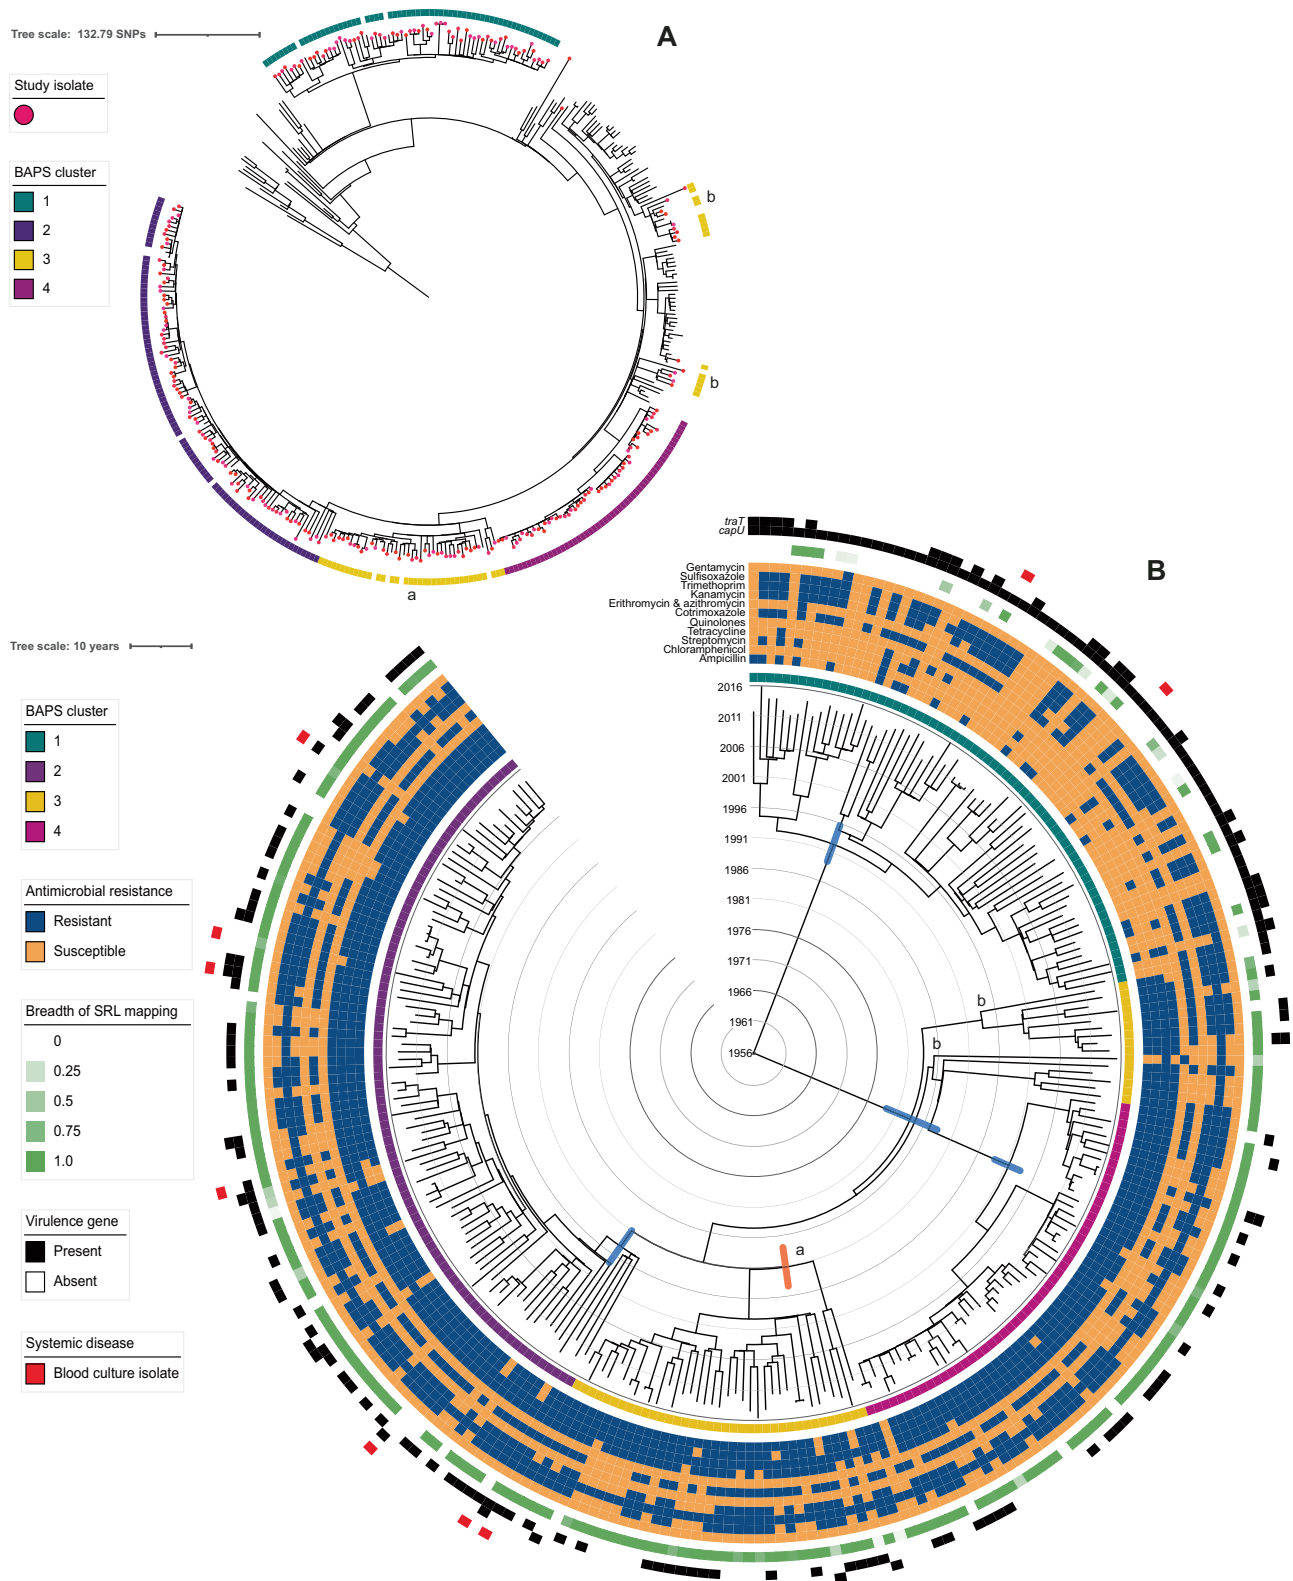 A
Tree scale: 132.79 SNPs
Study isolate
BAPS cluster
1
2
3
4
b
b
a
B
traT
capU
Gentamycin
Sulfisoxazole
Trimethoprim
Kanamycin
Erithromycin & azithromycin
Cotrimoxazole
Quinolones
Tetracycline
Streptomycin
Chloramphenicol
Ampicillin
Tree scale: 10 years
2016
2011
2006
2001
1996
1991
1986
1981
1976
1971
1966
1961
1956
b
b
a
BAPS cluster
1
2
3
4
Antimicrobial resistance
Resistant
Susceptible
Breadth of SRL mapping
0
0.25
0.5
0.75
1.0
Virulence gene
Present
Absent
Systemic disease
Blood culture isolate